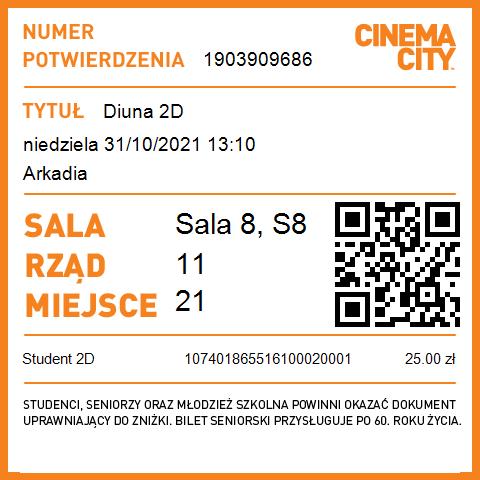 NUMER
POTWIERDZENIA 1903909686
CINEMA
CITY
TYTUŁ Diuna 2D
niedziela 31/10/2021 13:10
Arkadia
SALA Sala 8, S8
RZĄD 11
MIEJSCE 21
Student 2D 107401865516100020001 25.00 zł
STUDENCI, SENIORZY ORAZ MŁODZIEŻ SZKOLNA POWINNI OKAZAĆ DOKUMENT
UPRAWNIAJĄCY DO ZNIŻKI. BILET SENIORSKI PRZYSŁUGUJE PO 60. ROKU ŻYCIA.